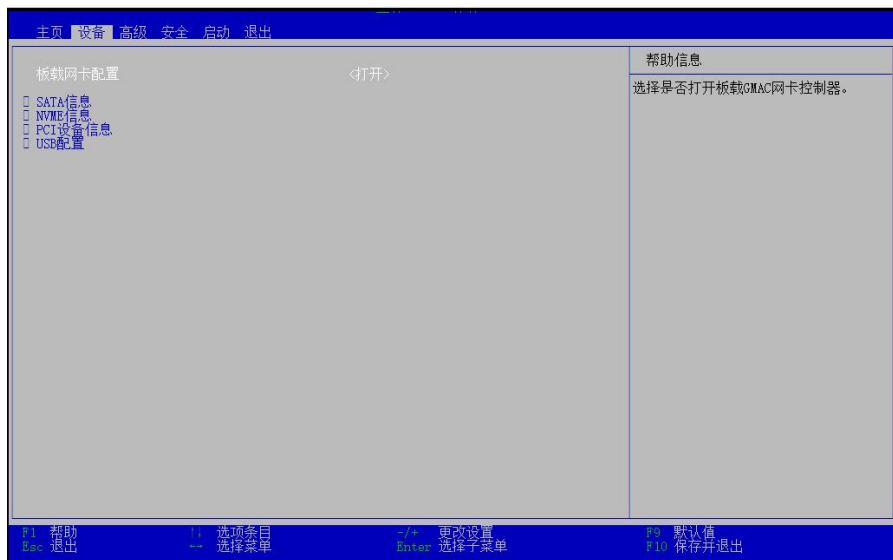 主页 设备 高级 安全 启动 退出
板载网卡配置 <打开>
SATA信息
NVME信息
PCI设备信息
USB配置
帮助信息
选择是否打开板载GMAC网卡控制器。
F1 帮助 ↑↓ 选项条目 -/+ 更改设置 F9 默认值
Esc 退出 ←→ 选择菜单 Enter 选择子菜单 F10 保存并退出